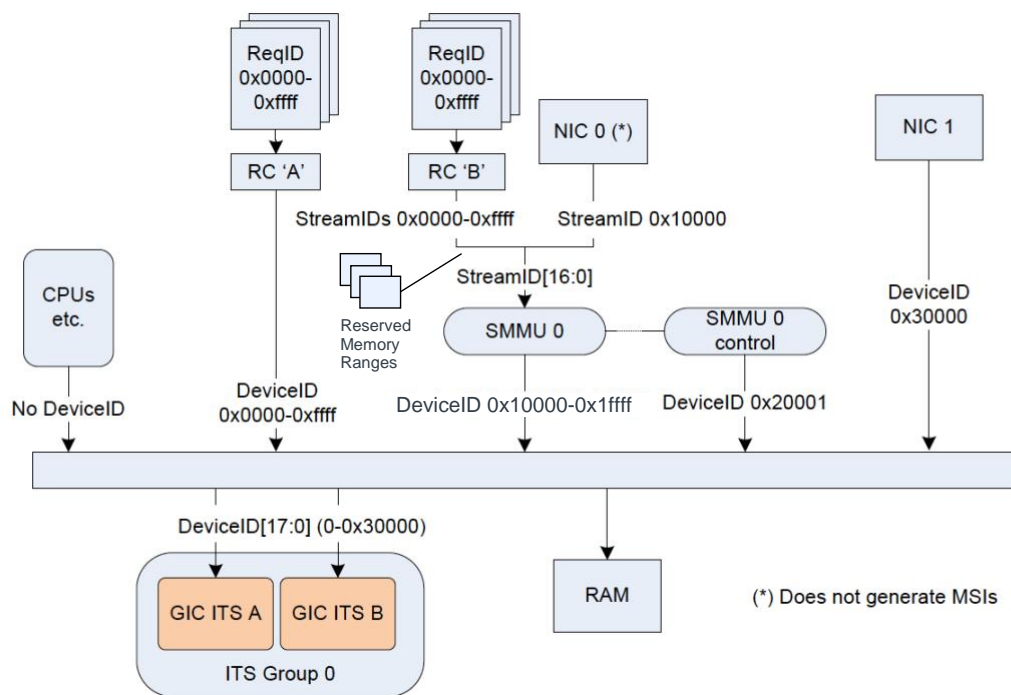 ReqID
0x0000-
0xffff
ReqID
0x0000-
0xffff
NIC 0 (*)
NIC 1
RC ‘A’
RC ‘B’
StreamIDs 0x0000-0xffff
StreamID 0x10000
StreamID[16:0]
CPUs
etc.
Reserved
Memory
Ranges
SMMU 0
SMMU 0
control
DeviceID
0x30000
No DeviceID
DeviceID
0x0000-0xffff
DeviceID 0x10000-0x1ffff
DeviceID 0x20001
DeviceID[17:0] (0-0x30000)
GIC ITS A
GIC ITS B
ITS Group 0
RAM
(*) Does not generate MSIs